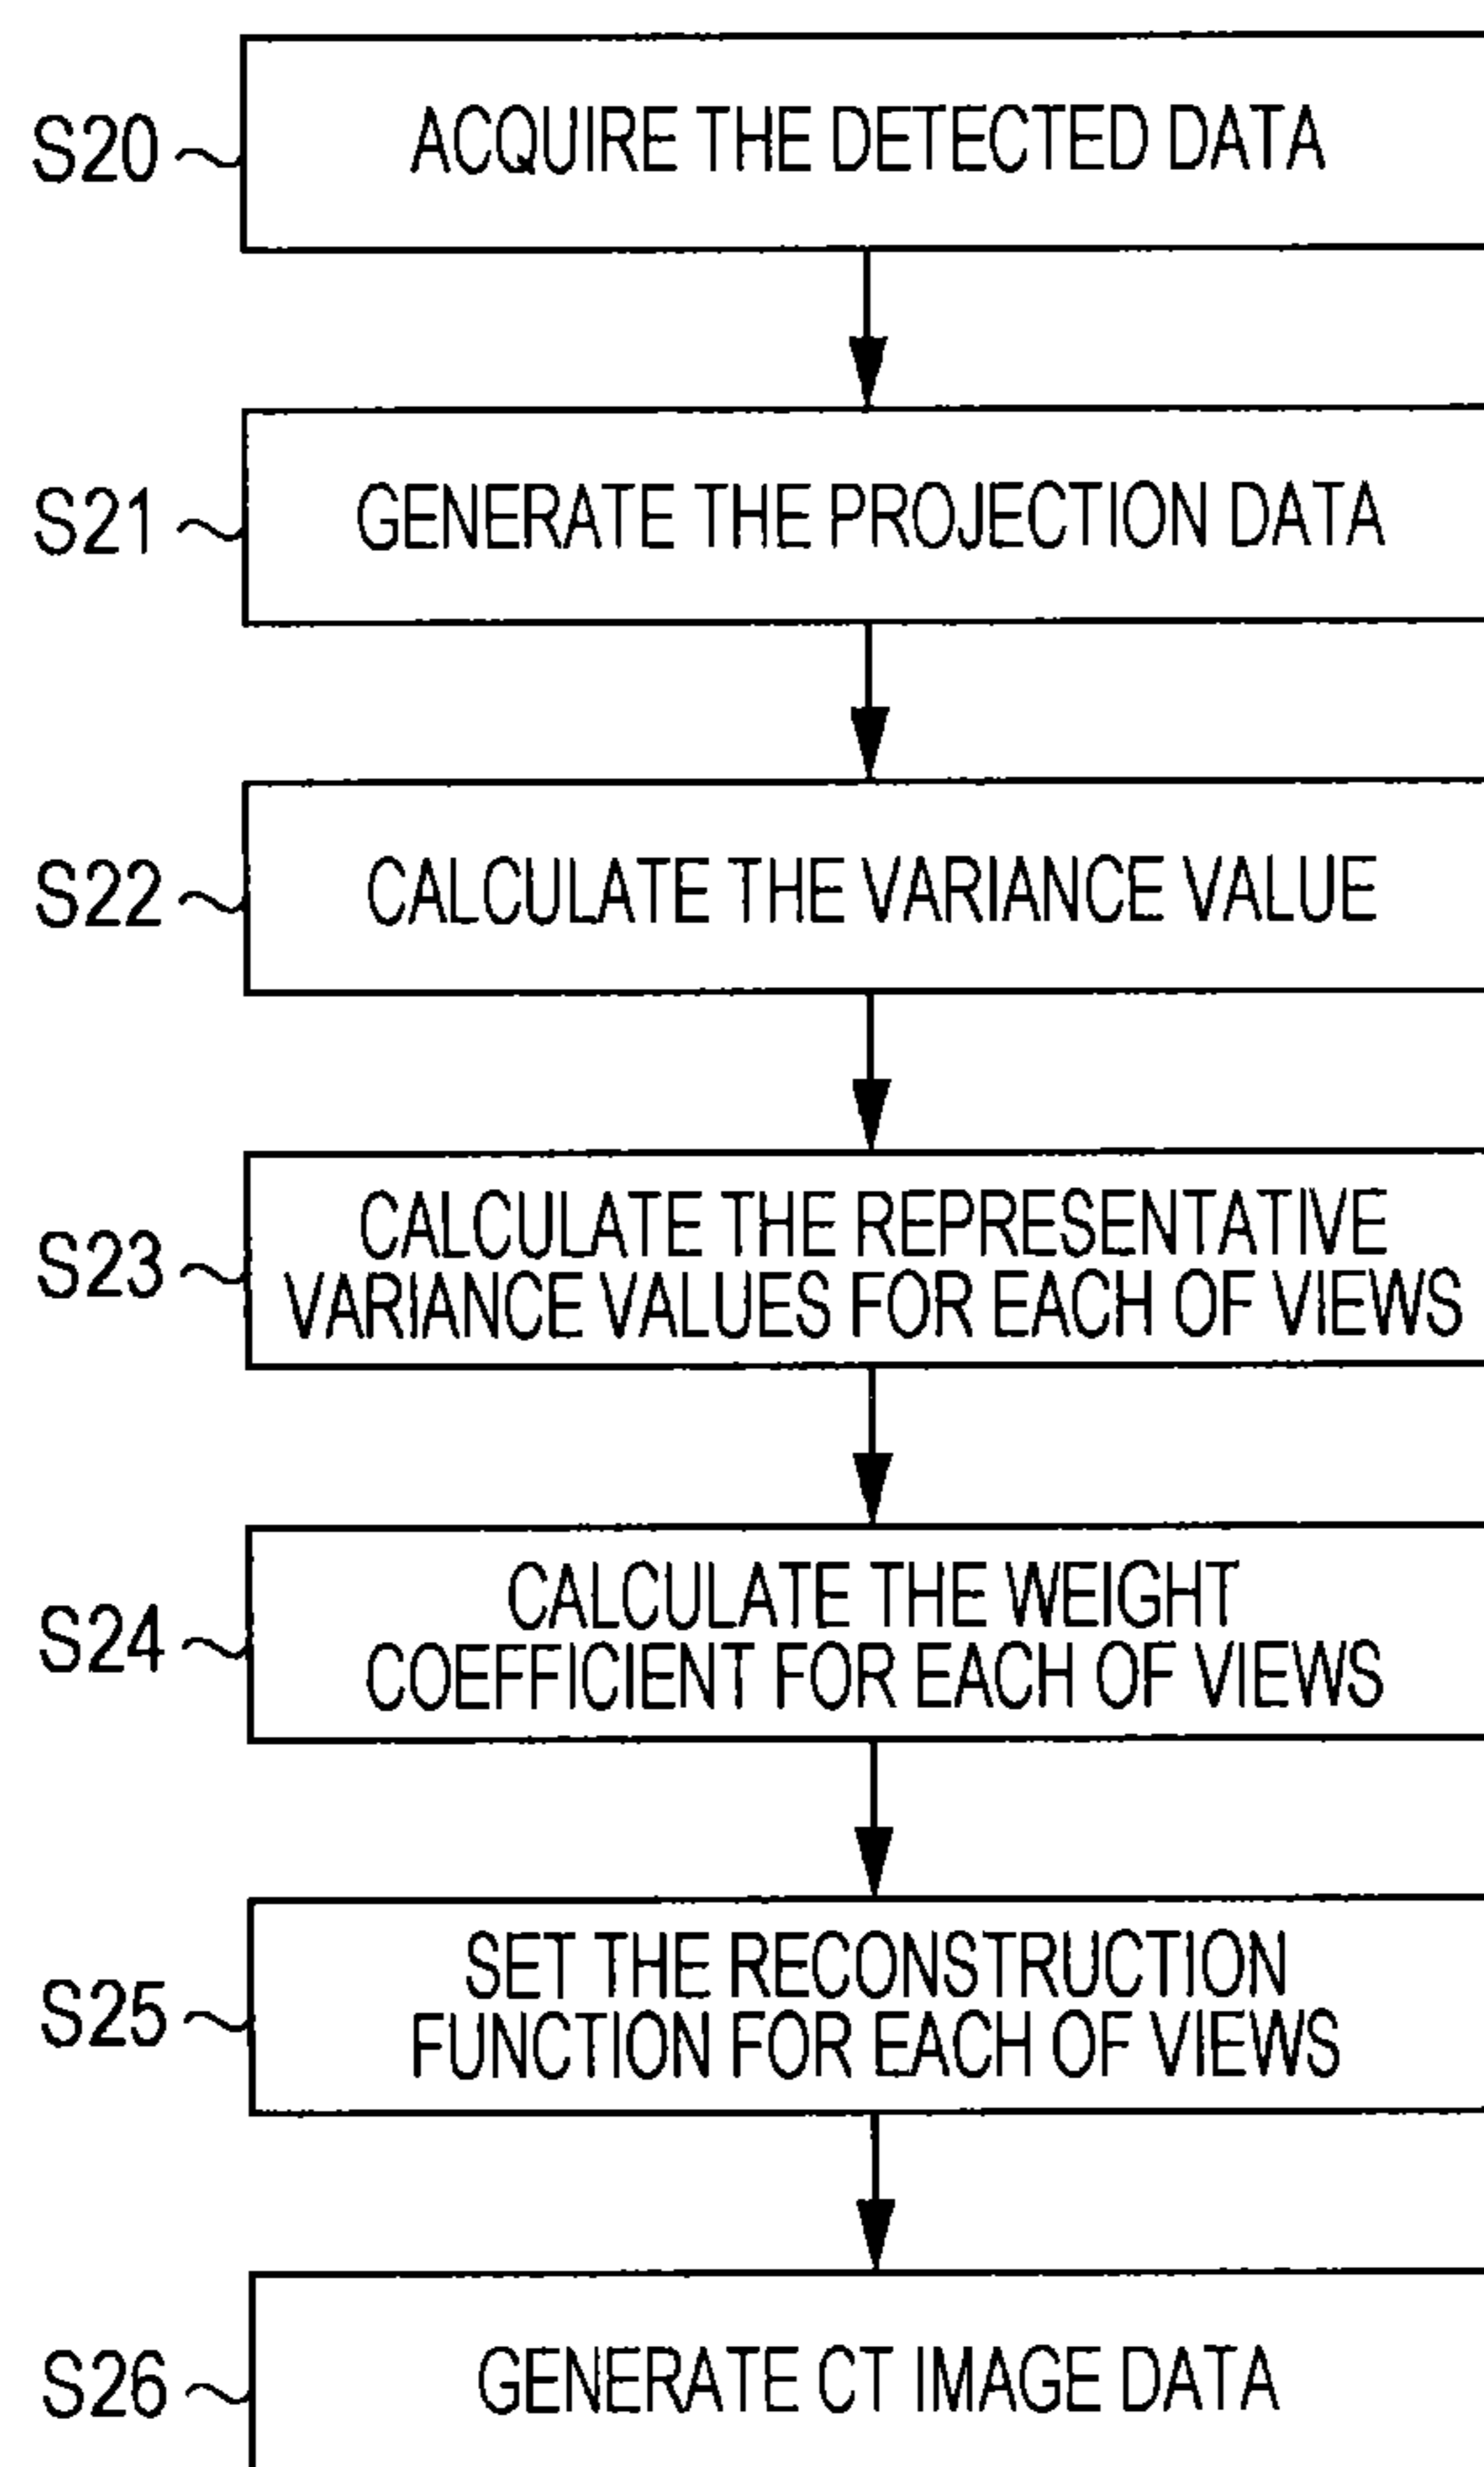 S20
ACQUIRE THE DETECTED DATA
S21
GENERATE THE PROJECTION DATA
S22
CALCULATE THE VARIANCE VALUE
S23
CALCULATE THE REPRESENTATIVE
VARIANCE VALUES FOR EACH OF VIEWS
S24
CALCULATE THE WEIGHT
COEFFICIENT FOR EACH OF VIEWS
S25
SET THE RECONSTRUCTION
FUNCTION FOR EACH OF VIEWS
S26
GENERATE CT IMAGE DATA